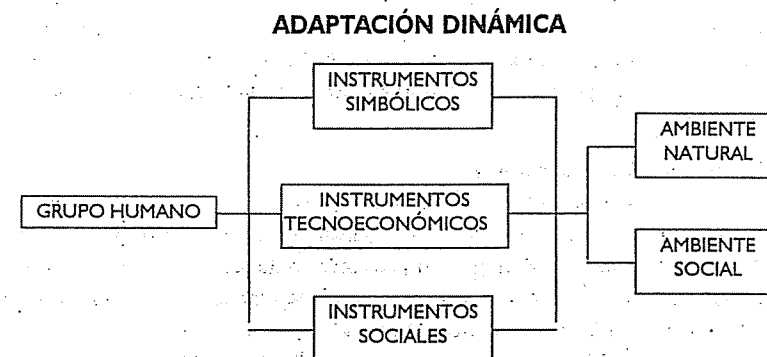 ADAPTACIÓN DINÁMICA
INSTRUMENTOS
SIMBÓLICOS
AMBIENTE
NATURAL
GRUPO HUMANO
INSTRUMENTOS
TECNOECONÓMICOS
AMBIENTE
SOCIAL
INSTRUMENTOS
SOCIALES